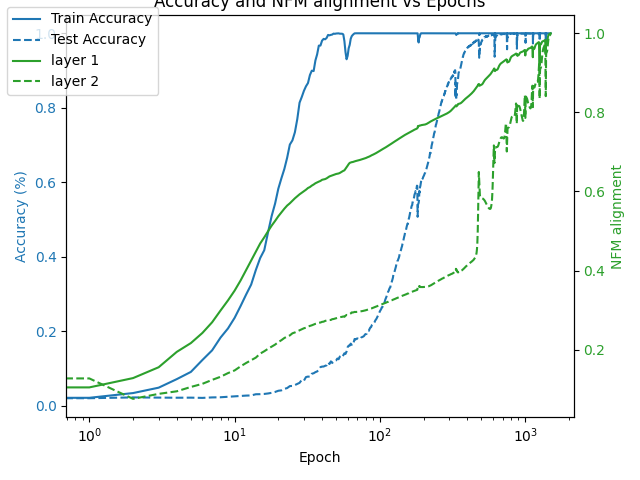 Accuracy and NFM alignment vs Epochs
Train Accuracy
Test Accuracy
layer 1
layer 2
1.0
0.8
0.6
0.4
0.2
0.0
Accuracy (%)
1.0
0.8
0.6
0.4
0.2
NFM alignment
10⁰
10¹
10²
10³
Epoch